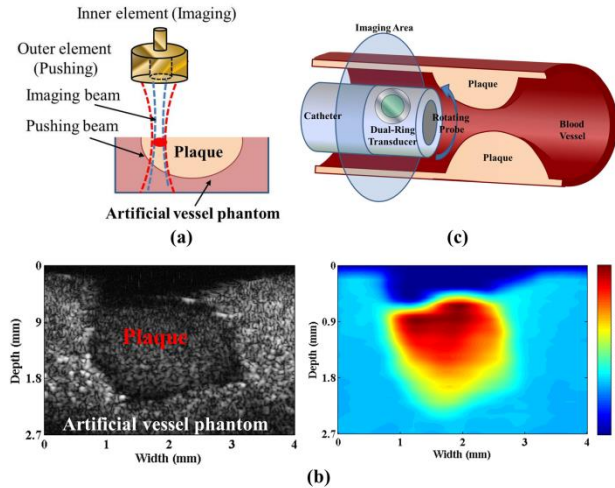 Inner element (Imaging)
Outer element
(Pushing)
Imaging beam
Pushing beam
Plaque
Artificial vessel phantom
(a)
Imaging Area
Plaque
Catheter
Dual-Ring
Transducer
Rotating
Probe
Blood
Vessel
Plaque
(c)
0
0.9
1.8
2.7
Depth (mm)
Plaque
Artificial vessel phantom
0
1
2
3
4
Width (mm)
0
0.9
1.8
2.7
Depth (mm)
0
1
2
3
4
Width (mm)
(b)